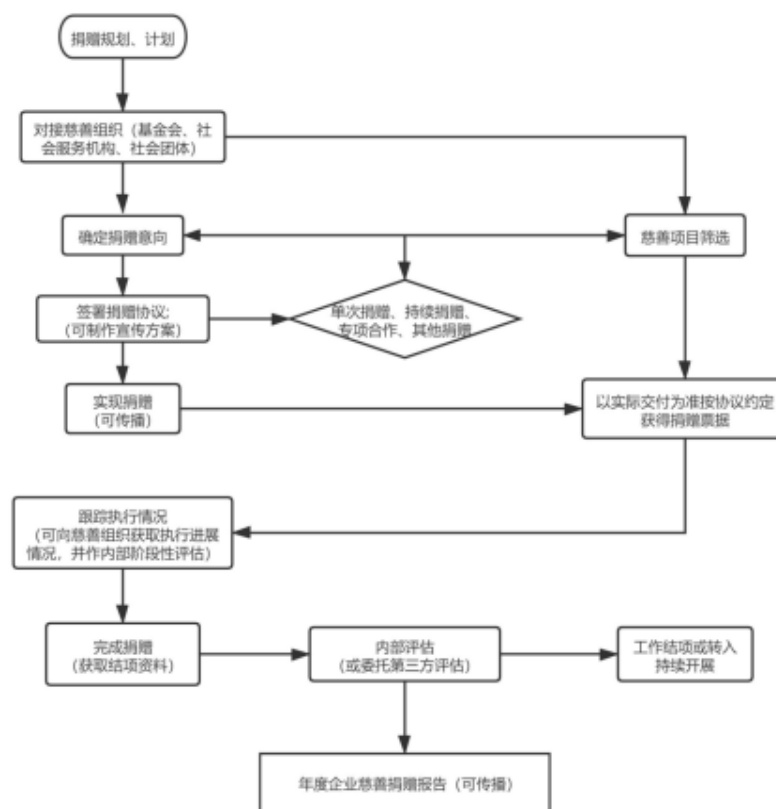 捐赠规划、计划
对接慈善组织（基金会、社
会服务机构、社会团体）
确定捐赠意向
慈善项目筛选
签署捐赠协议;
（可制作宣传方案）
单次捐赠、持续捐赠、
专项合作、其他捐赠
实现捐赠
（可传播）
以实际交付为准按协议约定
获得捐赠票据
跟踪执行情况
（可向慈善组织获取执行进展
情况，并作内部阶段性评估）
完成捐赠
（获取结项资料）
内部评估
（或委托第三方评估）
工作结项或转入
持续开展
年度企业慈善捐赠报告（可传播）